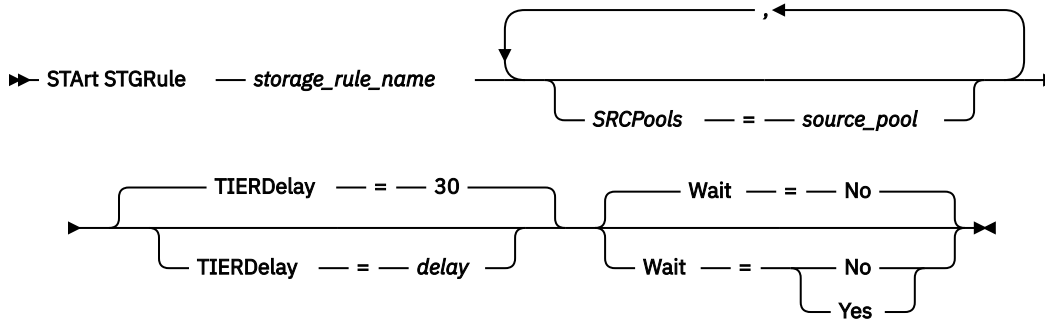 ,
STArt STGRule storage_rule_name
SRCPools = source_pool
TIERDelay = 30 Wait = No
TIERDelay = delay Wait = No
Yes